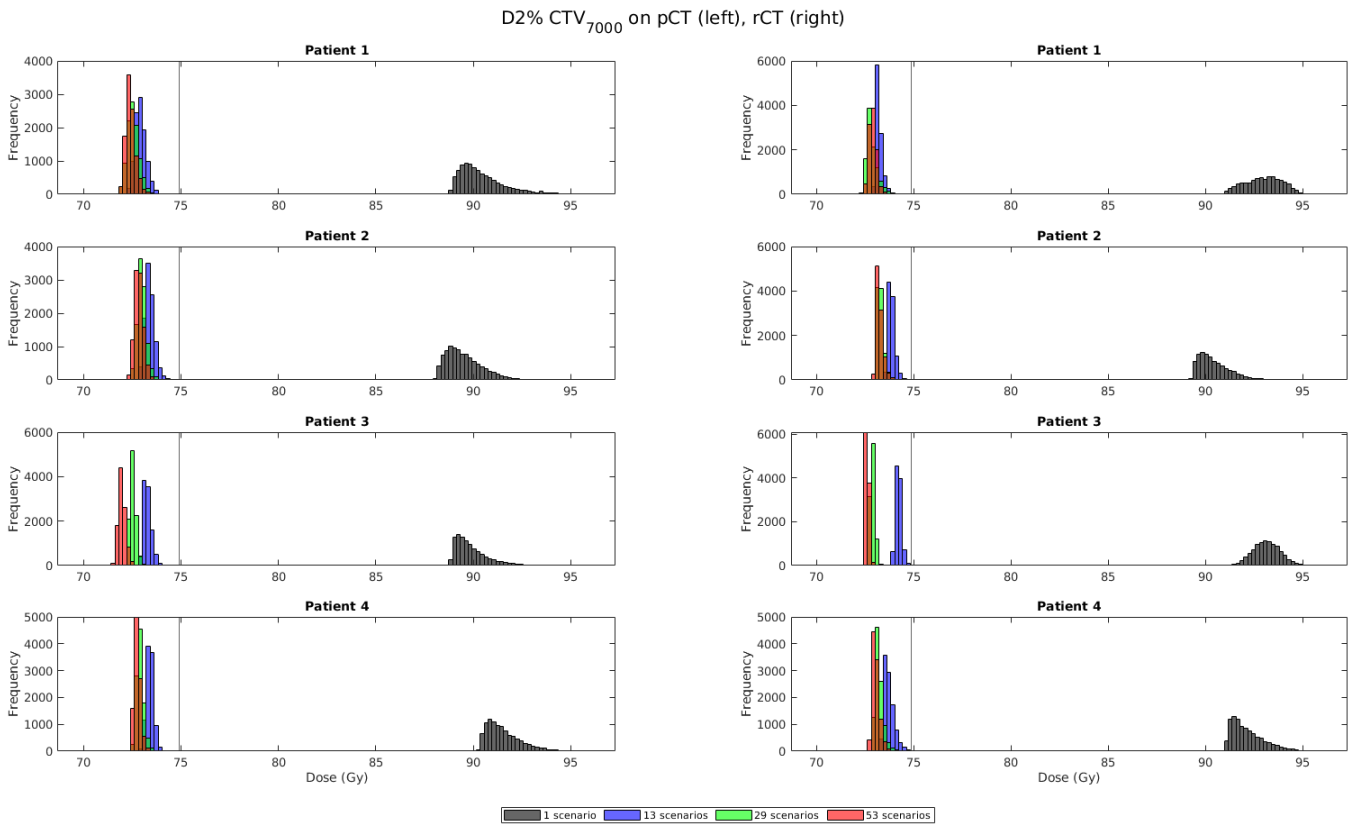 D2% CTV7000 on pCT (left), rCT (right)
Patient 1
Frequency
4000
3000
2000
1000
0
70 75 80 85 90 95
Patient 1
Frequency
6000
4000
2000
0
70 75 80 85 90 95
Patient 2
Frequency
4000
3000
2000
1000
0
70 75 80 85 90 95
Patient 2
Frequency
6000
4000
2000
0
70 75 80 85 90 95
Patient 3
Frequency
6000
4000
2000
0
70 75 80 85 90 95
Patient 3
Frequency
6000
4000
2000
0
70 75 80 85 90 95
Patient 4
Frequency
5000
4000
3000
2000
1000
0
70 75 80 85 90 95
Dose (Gy)
Patient 4
Frequency
5000
4000
3000
2000
1000
0
70 75 80 85 90 95
Dose (Gy)
1 scenario 13 scenarios 29 scenarios 53 scenarios